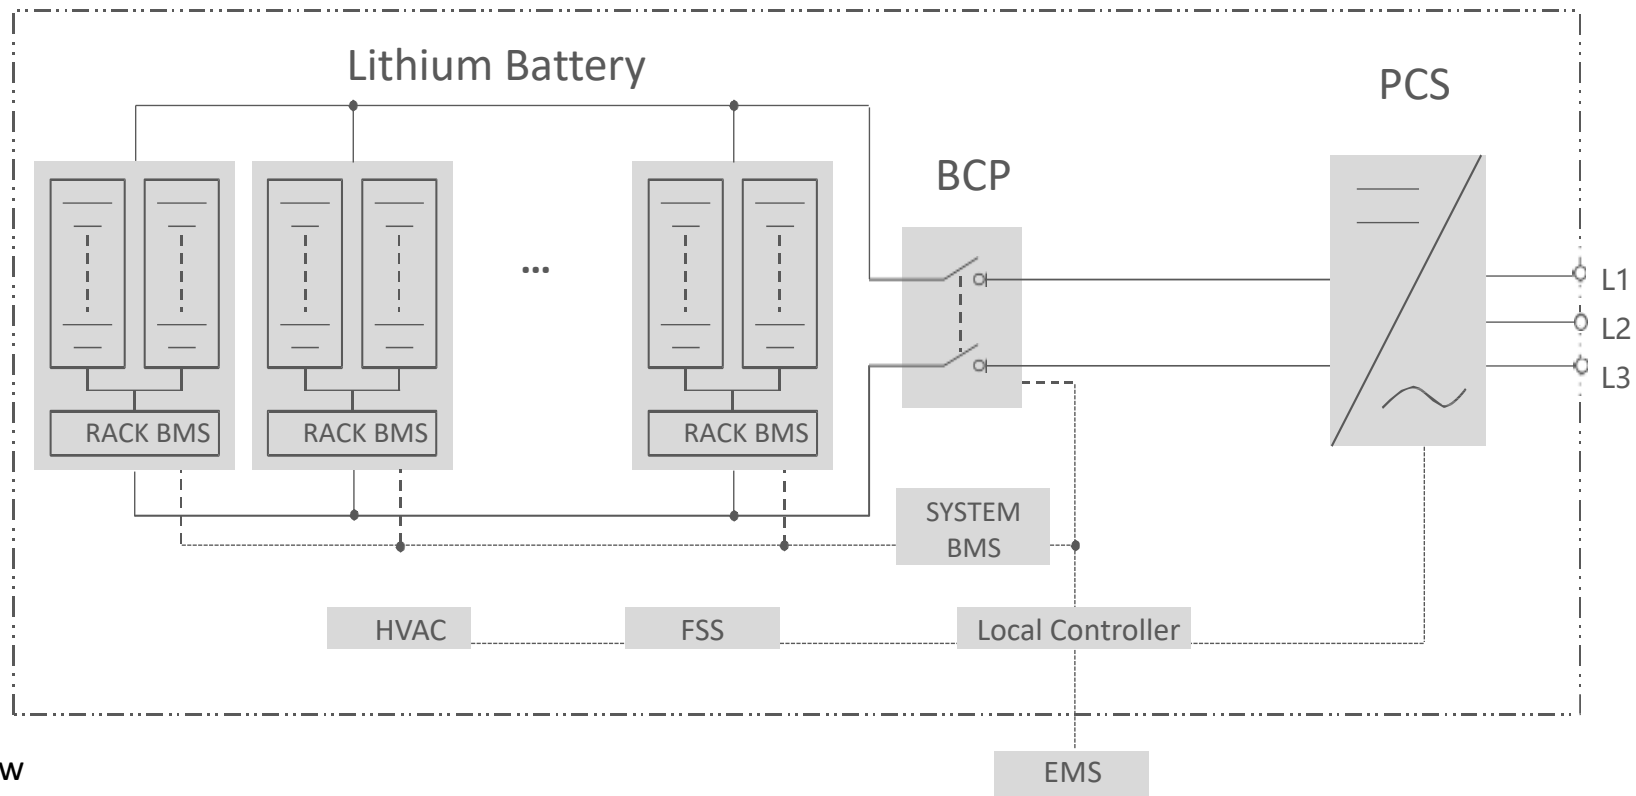 Lithium Battery
PCS
BCP
...
L1
L2
L3
RACK BMS
RACK BMS
RACK BMS
SYSTEM
BMS
HVAC
FSS
Local Controller
EMS
w